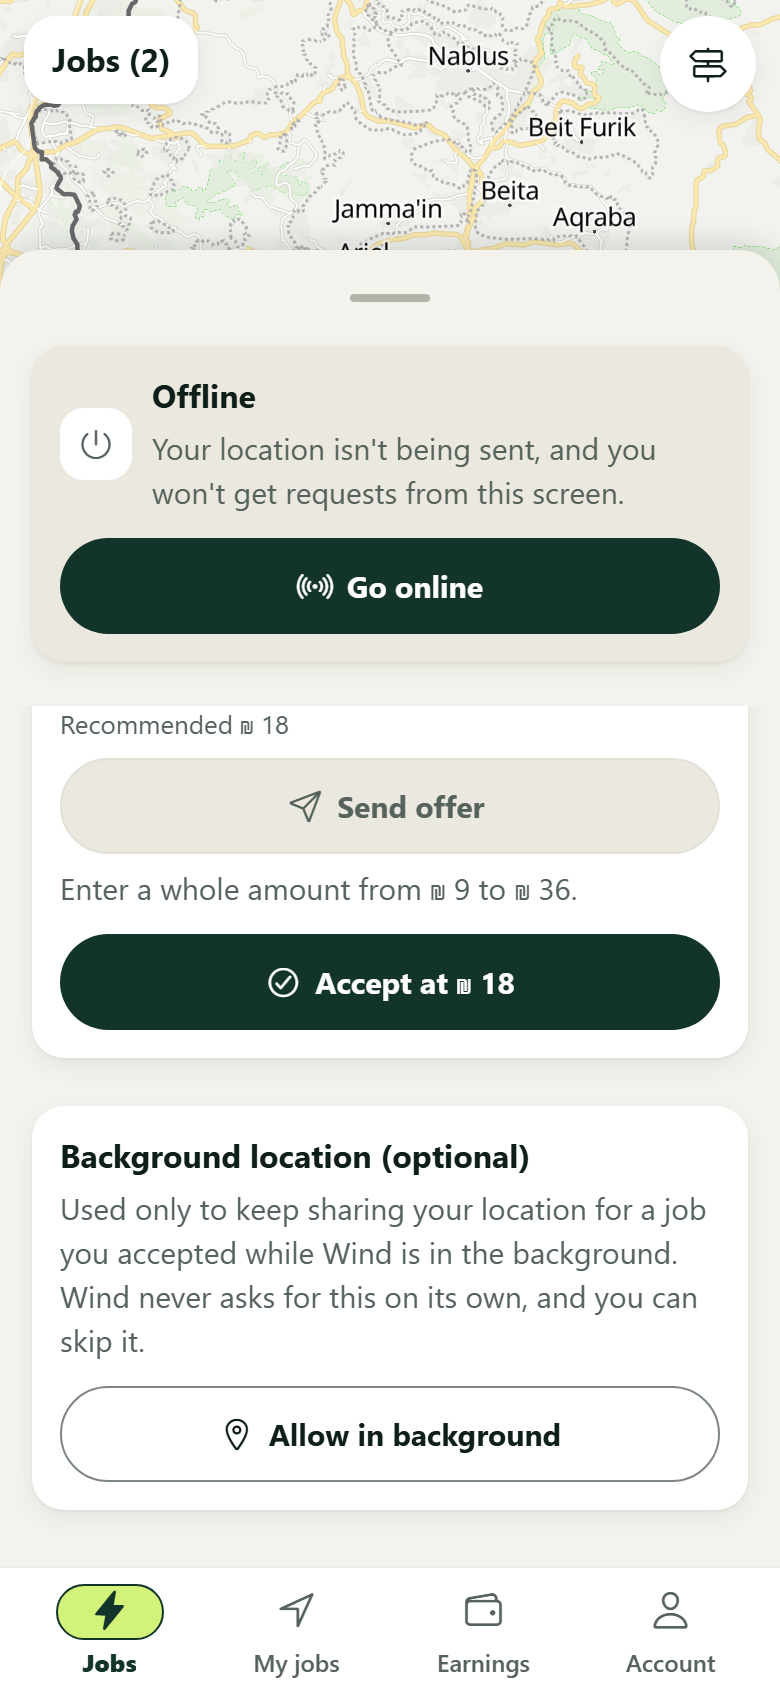 Jobs (2)
Nablus
Beit Furik
Beita
Jamma'in
Aqraba
Ariel
Offline
Your location isn't being sent, and you
won't get requests from this screen.
Go online
Recommended ₪ 18
Send offer
Enter a whole amount from ₪ 9 to ₪ 36.
Accept at ₪ 18
Background location (optional)
Used only to keep sharing your location for a job
you accepted while Wind is in the background.
Wind never asks for this on its own, and you can
skip it.
Allow in background
Jobs
My jobs
Earnings
Account